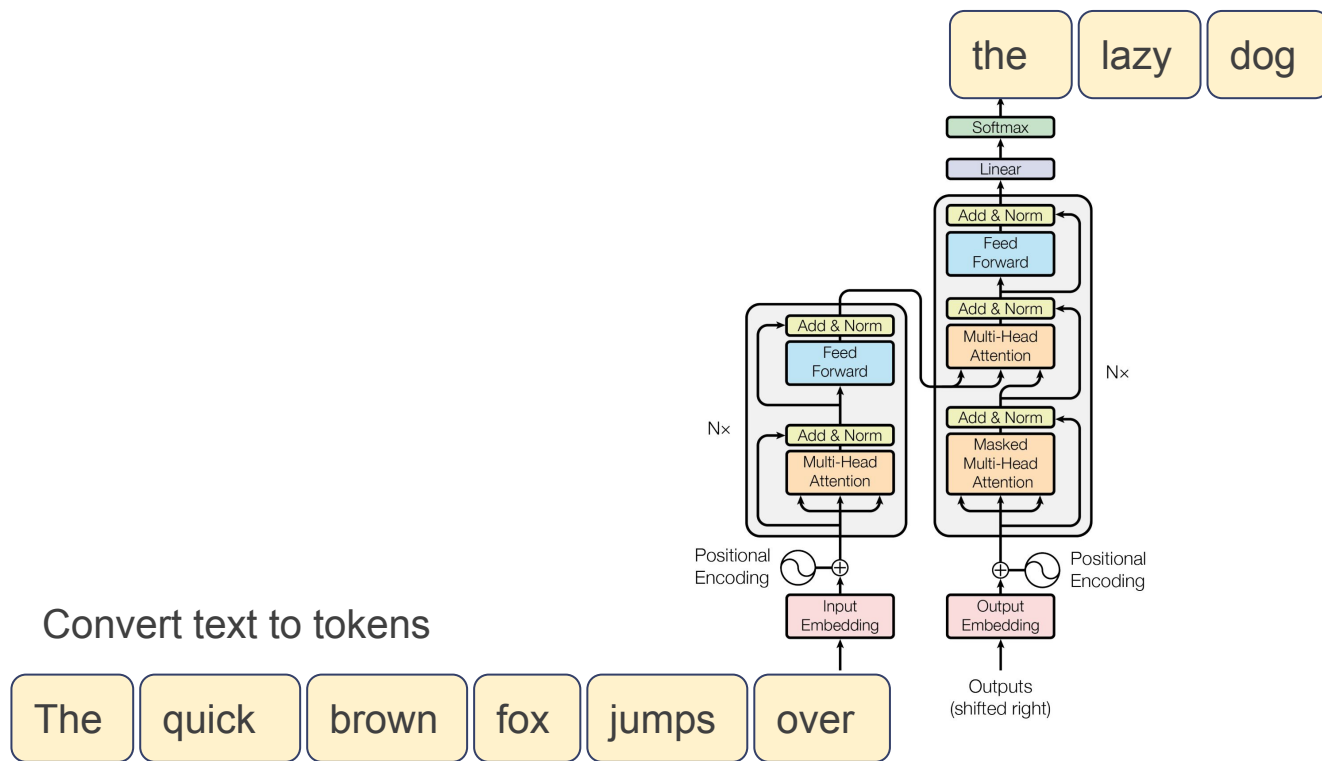 the lazy dog
Softmax
Linear
Add & Norm
Feed
Forward
Add & Norm
Multi-Head
Attention
Nx
Add & Norm
Masked
Multi-Head
Attention
Add & Norm
Feed
Forward
Nx
Add & Norm
Multi-Head
Attention
Positional
Encoding
Positional
Encoding
Input
Embedding
Output
Embedding
Convert text to tokens
The quick brown fox jumps over
Outputs
(shifted right)